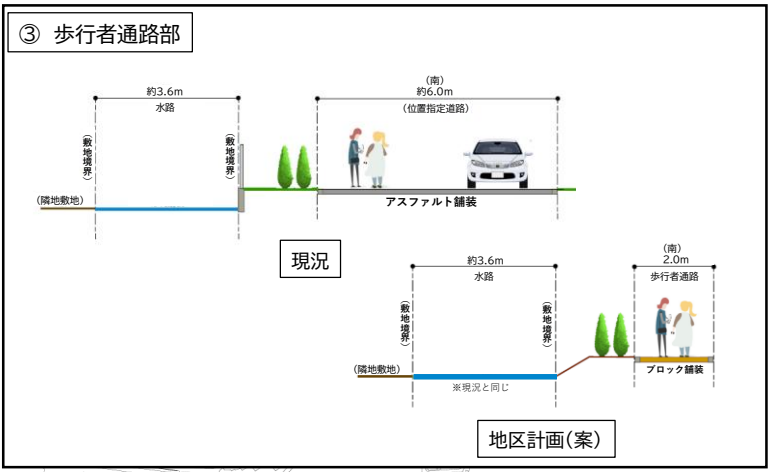 ③ 歩行者通路部
約3.6m
水路
(南)
約6.0m
(位置指定道路)
(敷地境界)
(敷地境界)
(隣地敷地)
アスファルト舗装
現況
約3.6m
水路
(南)
2.0m
歩行者通路
(敷地境界)
(敷地境界)
(隣地敷地)
※現況と同じ
ブロック舗装
地区計画(案)